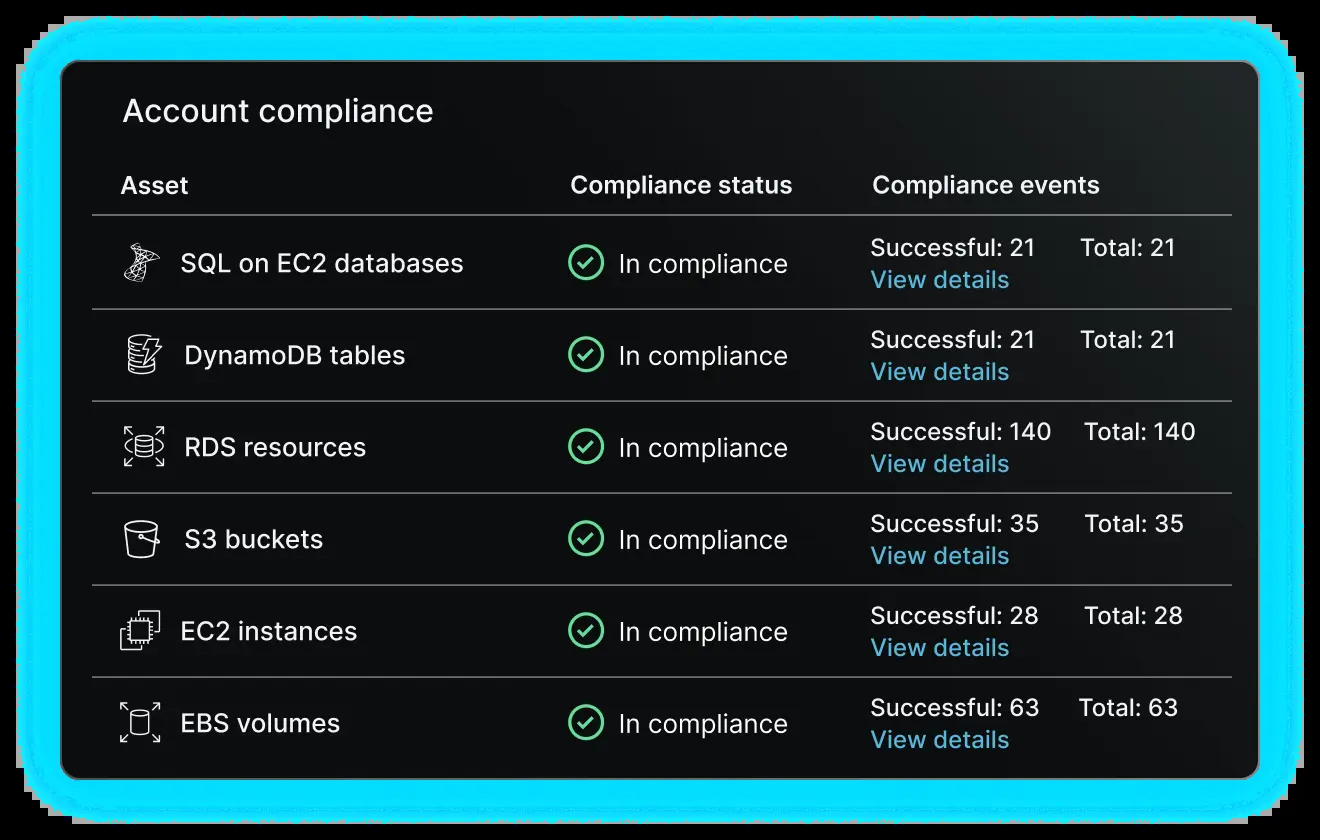 Account compliance
Asset Compliance status Compliance events
SQL on EC2 databases In compliance Successful: 21 Total: 21
View details
DynamoDB tables In compliance Successful: 21 Total: 21
View details
RDS resources In compliance Successful: 140 Total: 140
View details
S3 buckets In compliance Successful: 35 Total: 35
View details
EC2 instances In compliance Successful: 28 Total: 28
View details
EBS volumes In compliance Successful: 63 Total: 63
View details